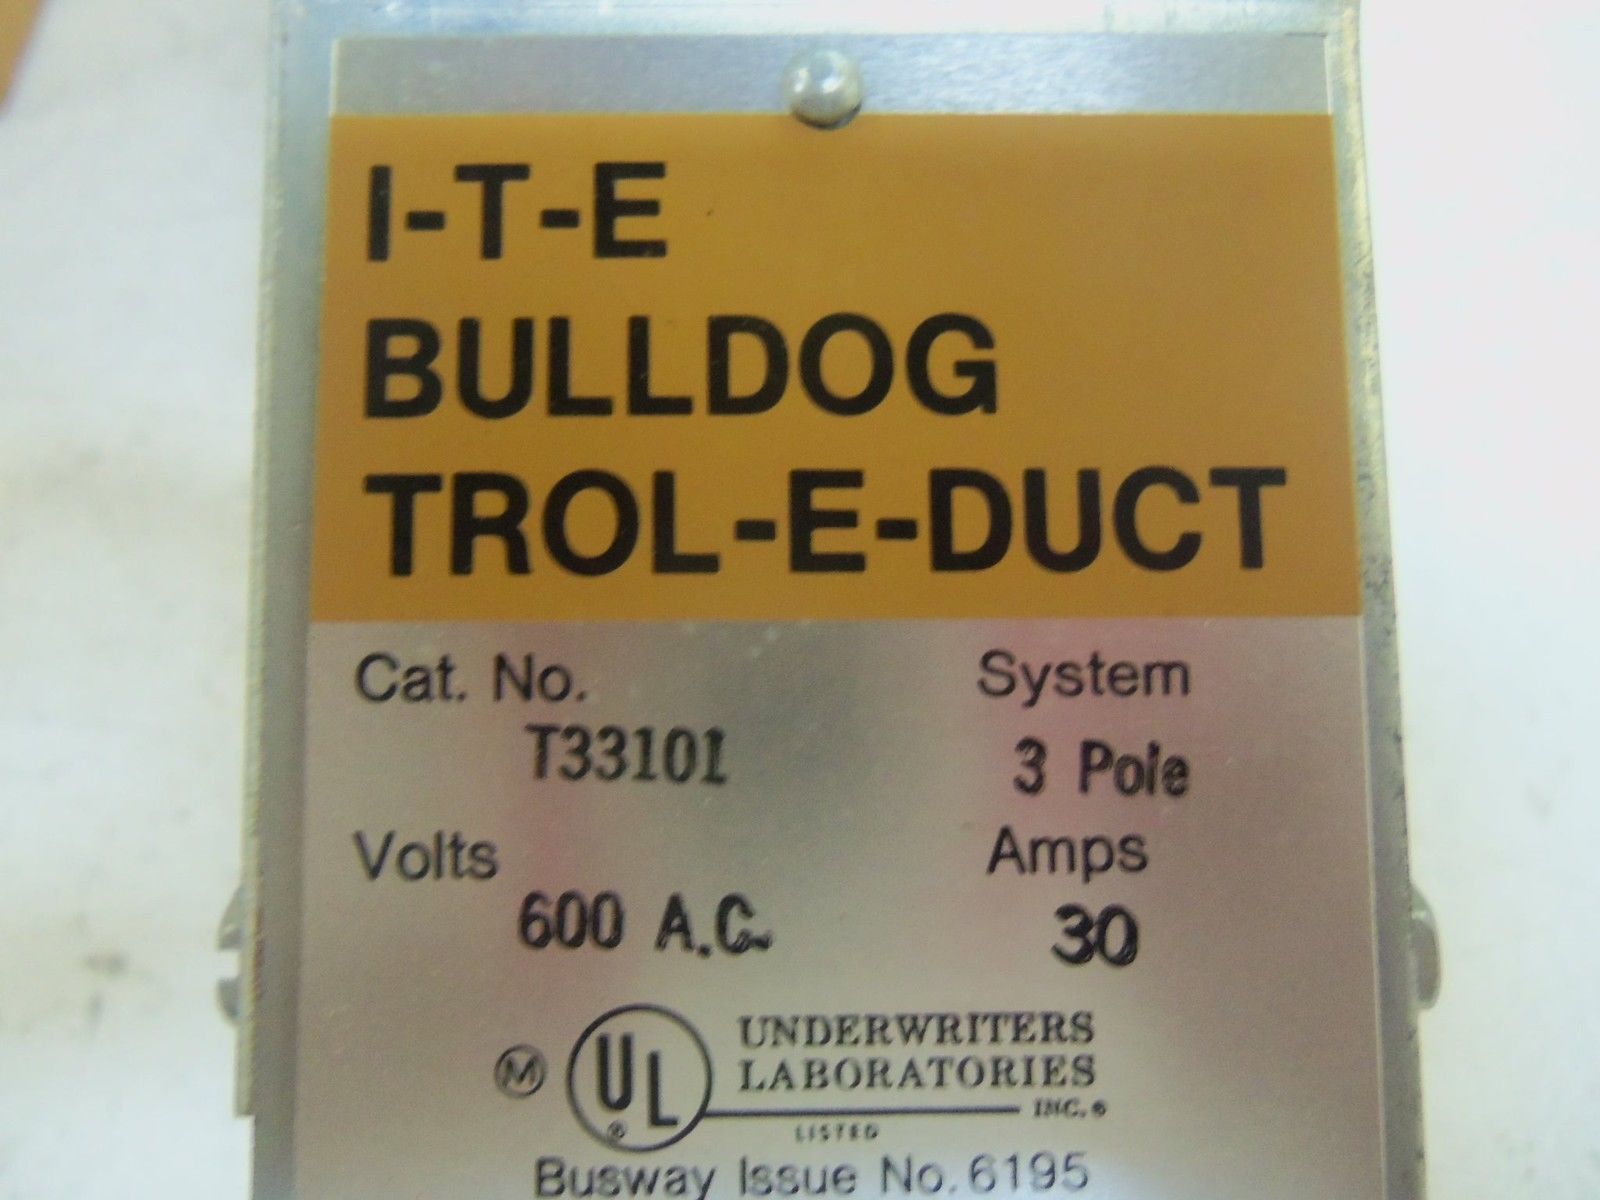 I-T-E
BULLDOG
TROL-E-DUCT
Cat. No. System
T33101 3 Pole
Volts Amps
600 A.C. 30
M UL® UNDERWRITERS
LABORATORIES
INC.®
LISTED
Busway Issue No. 6195